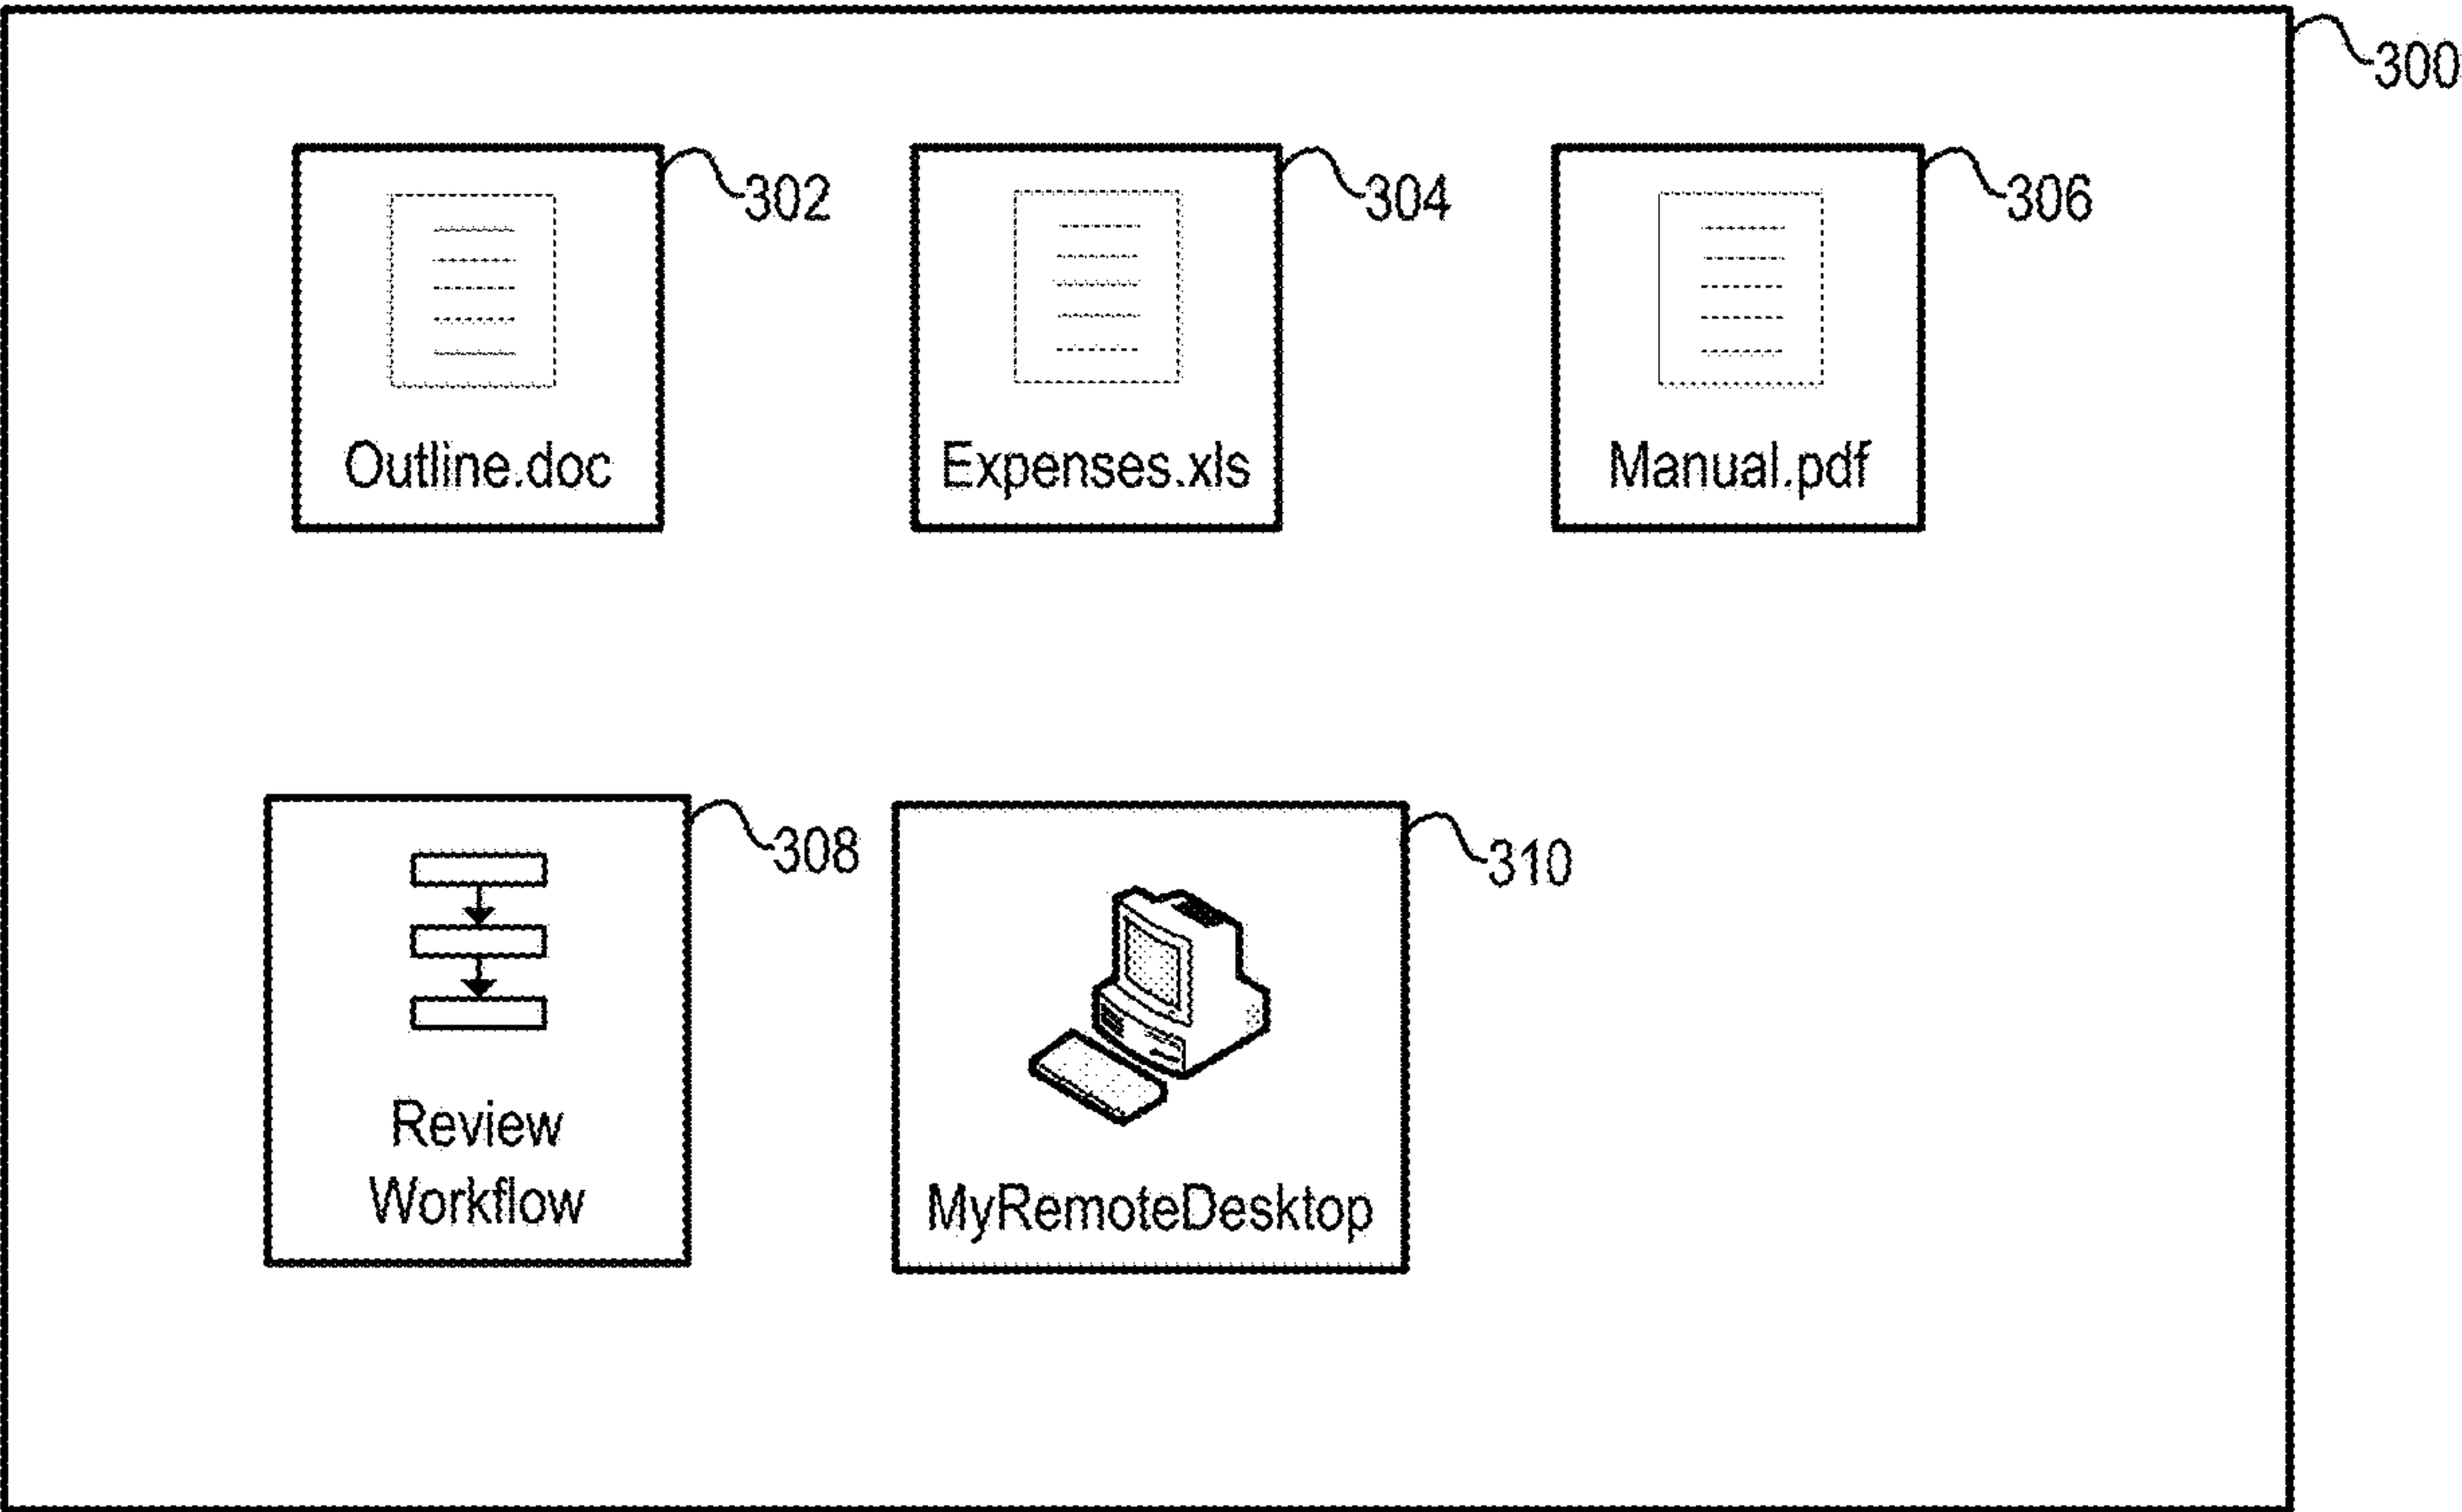 300
302
304
306
Outline.doc
Expenses.xls
Manual.pdf
308
310
Review
Workflow
MyRemoteDesktop